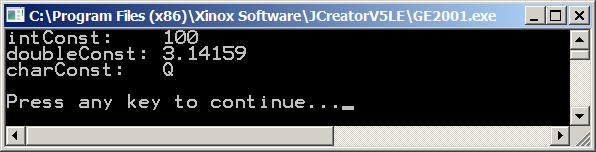 C:\Program Files (x86)\Xinox Software\JCreatorV5LE\GE2001.exe
intConst:    100
doubleConst: 3.14159
charConst:   Q
Press any key to continue..._